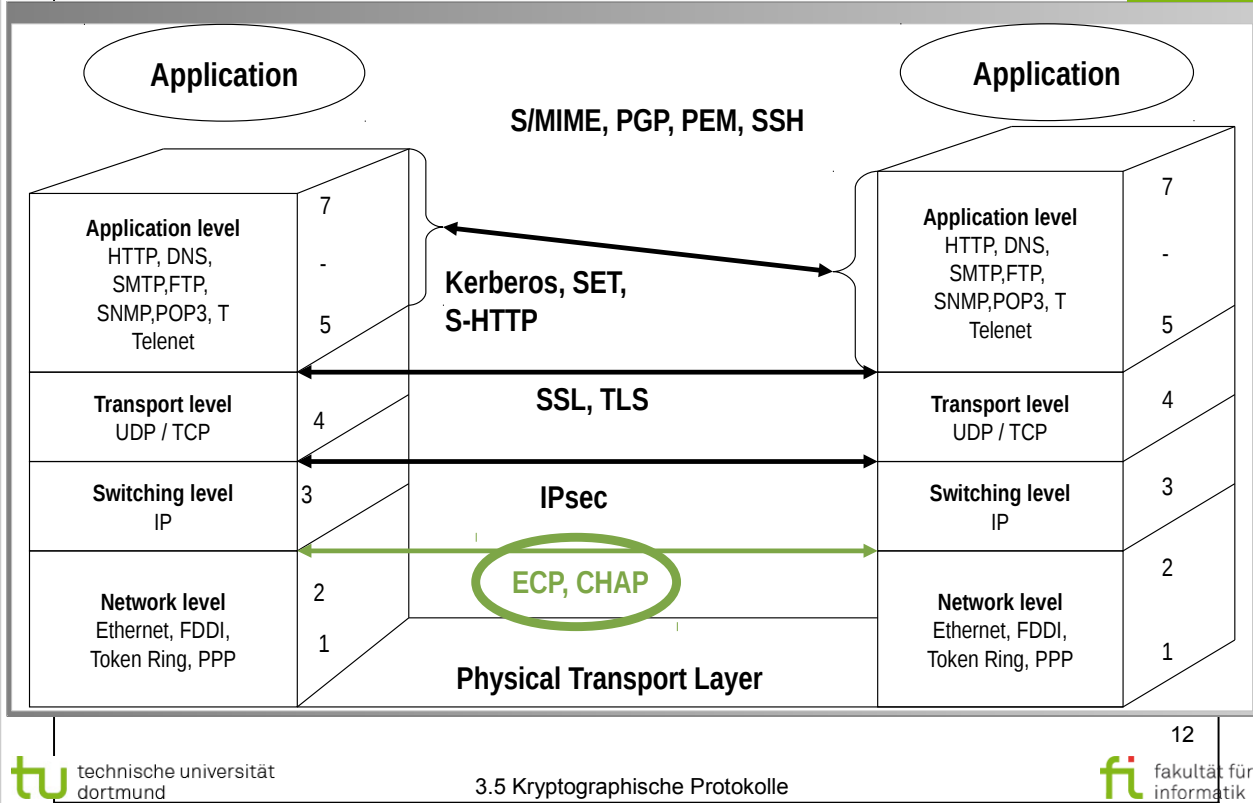 Application
Application
S/MIME, PGP, PEM, SSH
Application level
HTTP, DNS,
SMTP,FTP,
SNMP,POP3, T
Telenet
7
-
5
Kerberos, SET,
S-HTTP
Application level
HTTP, DNS,
SMTP,FTP,
SNMP,POP3, T
Telenet
7
-
5
Transport level
UDP / TCP
4
SSL, TLS
Transport level
UDP / TCP
4
Switching level
IP
3
IPsec
Switching level
IP
3
Network level
Ethernet, FDDI,
Token Ring, PPP
2
1
ECP, CHAP
Physical Transport Layer
Network level
Ethernet, FDDI,
Token Ring, PPP
2
1
12
tu technische universität
dortmund
3.5 Kryptographische Protokolle
fi fakultät für
informatik